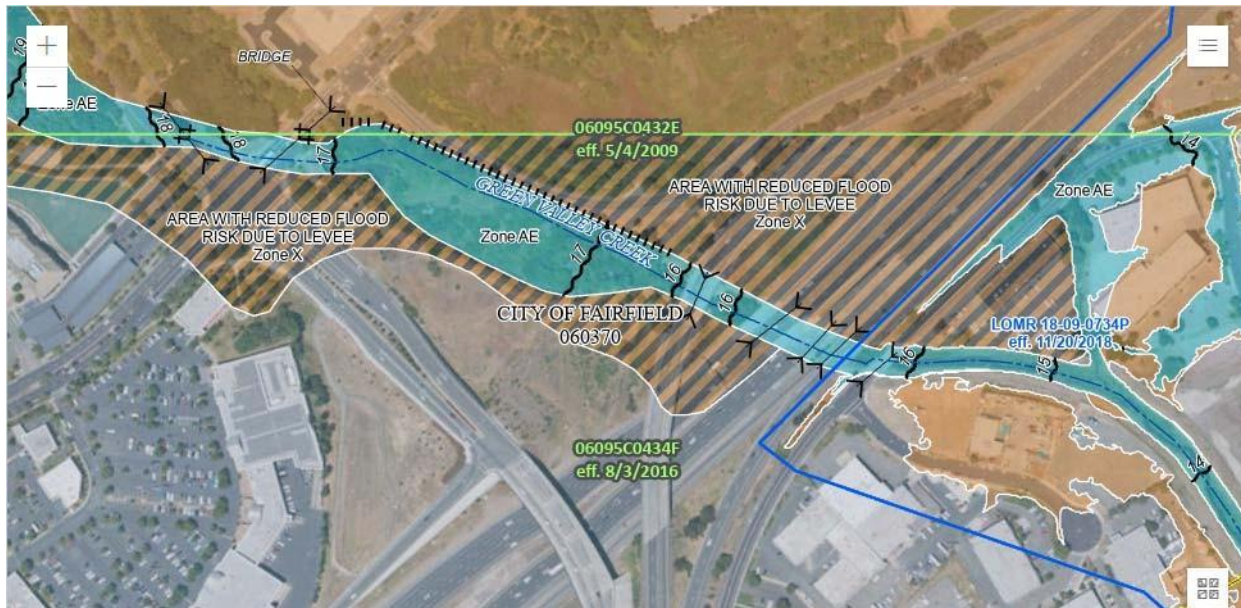 +
−
19
Zone AE
BRIDGE
18
18
17
06095C0432E
eff. 5/4/2009
14
Zone AE
AREA WITH REDUCED FLOOD
RISK DUE TO LEVEE
Zone X
AREA WITH REDUCED FLOOD
RISK DUE TO LEVEE
Zone X
GREEN VALLEY CREEK
Zone AE
17
16
16
CITY OF FAIRFIELD
060370
LOMR 18-09-0734P
eff. 11/20/2018
16
15
06095C0434F
eff. 8/3/2016
14